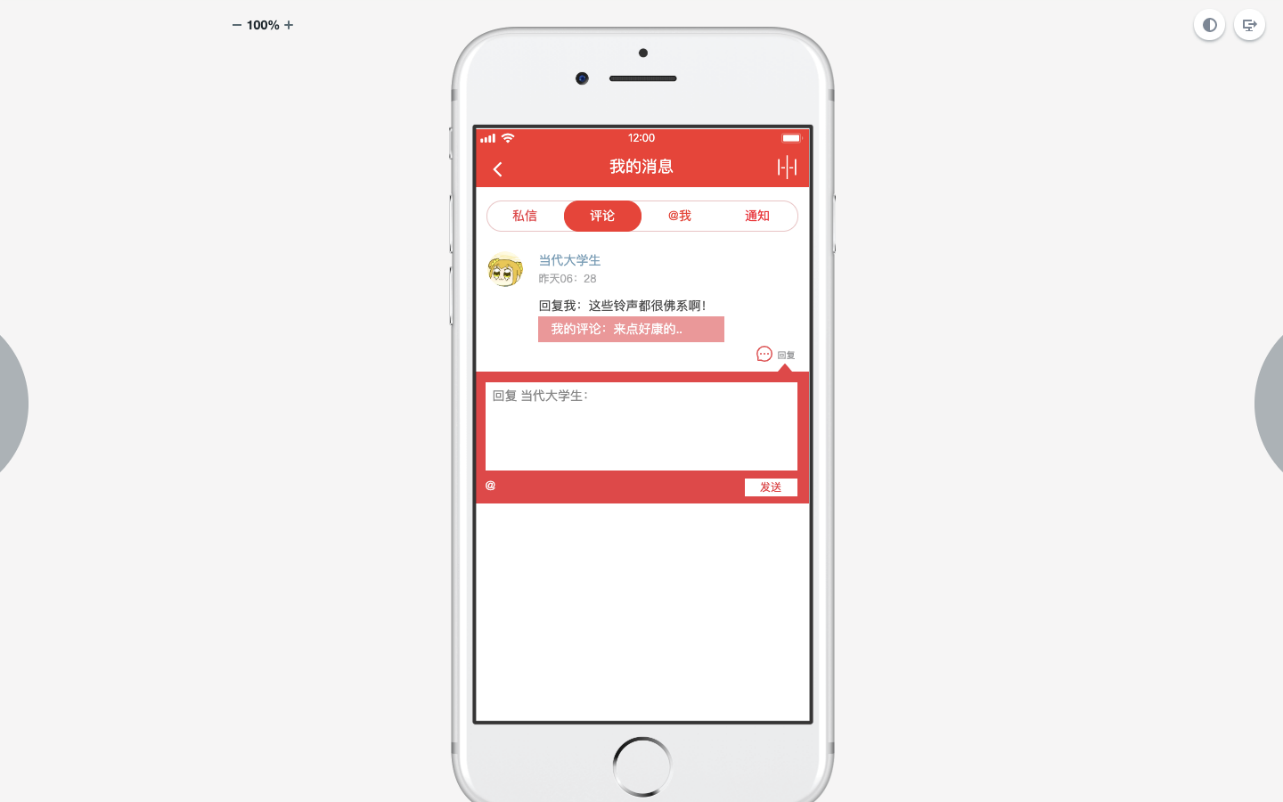 − 100% +
12:00
我的消息
私信 评论 @我 通知
当代大学生
昨天06：28
回复我：这些铃声都很佛系啊！
我的评论：来点好康的..
回复
回复 当代大学生：
@ 发送